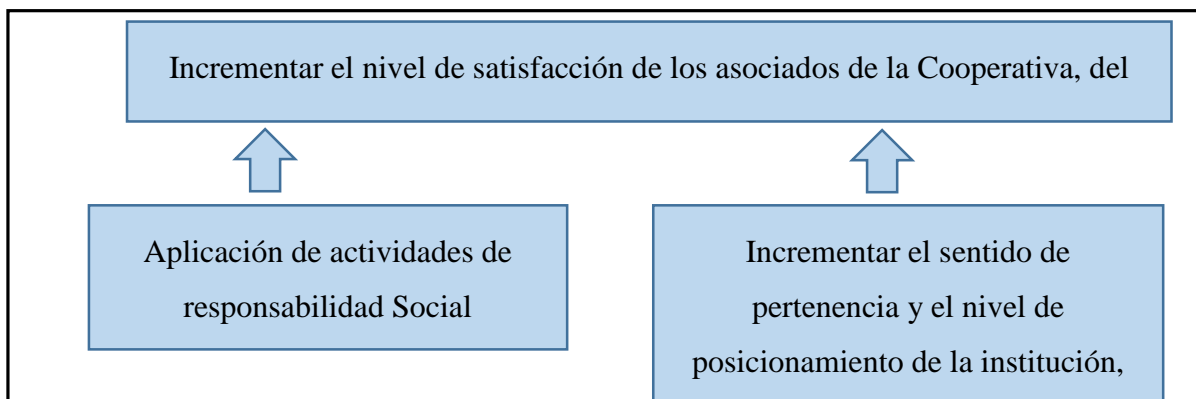 Incrementar el nivel de satisfacción de los asociados de la Cooperativa, del
Aplicación de actividades de
responsabilidad Social
Incrementar el sentido de
pertenencia y el nivel de
posicionamiento de la institución,